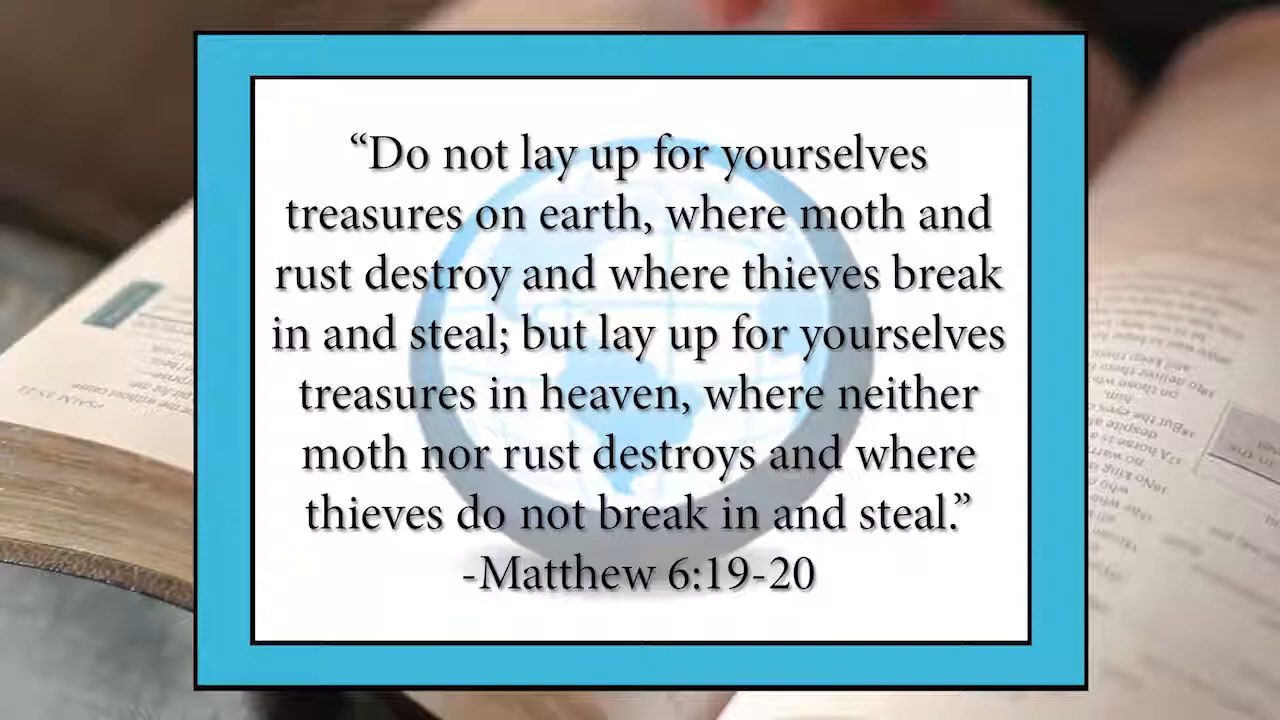 “Do not lay up for yourselves
treasures on earth, where moth and
rust destroy and where thieves break
in and steal; but lay up for yourselves
treasures in heaven, where neither
moth nor rust destroys and where
thieves do not break in and steal.”
-Matthew 6:19-20